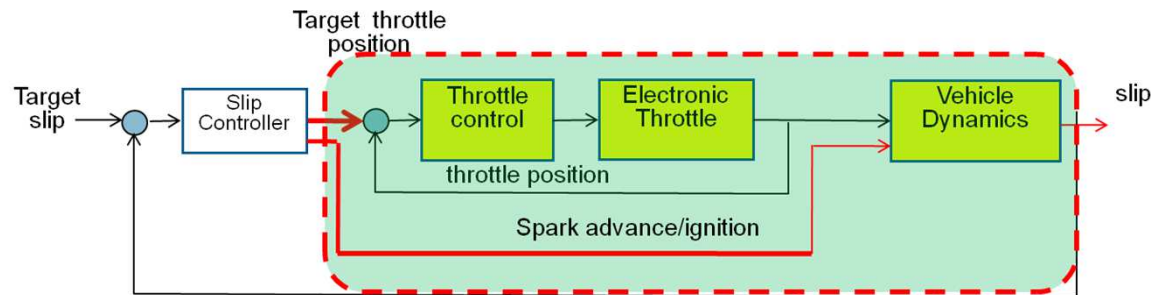 Target throttle
position
Target
slip
Slip
Controller
Throttle
control
Electronic
Throttle
Vehicle
Dynamics
slip
throttle position
Spark advance/ignition